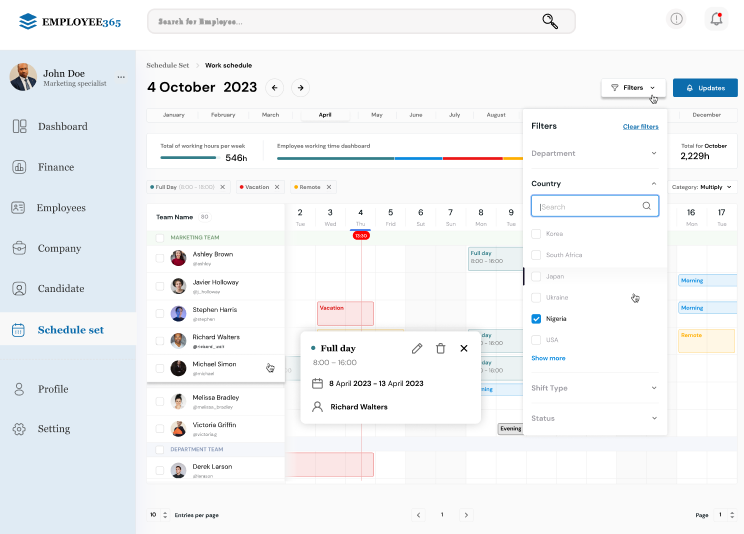 EMPLOYEE365
Search for Employee...
John Doe
Marketing specialist
...
Dashboard
Finance
Employees
Company
Candidate
Schedule set
Profile
Setting
Schedule Set > Work schedule
4 October 2023
Filters
Updates
January February March April May June July August December
Total of working hours per week
546h
Employee working time dashboard
Total for October
2,229h
Full Day (8:00 - 16:00) ×
Vacation ×
Remote ×
Category: Multiply
Team Name 50
2 3 4 5 6 7 8 9 16 17
Tue Wed Thu Frid Sat Sun Mon Tue Mon Tue
13:30
MARKETING TEAM
Ashley Brown
@ashley
Javier Holloway
@j_holloway
Stephen Harris
@stephen
Richard Walters
Michael Simon
@michael
Melissa Bradley
@melissa_bradley
Victoria Griffin
@victoriag
DEPARTMENT TEAM
Derek Larson
@larason
Full day
8:00 - 16:00
Vacation
Morning
Morning
Remote
Evening
Full day
8:00 – 16:00
8 April 2023 - 13 April 2023
Richard Walters
Filters
Clear filters
Department
Country
Search
Korea
South Africa
Japan
Ukraine
Nigeria
USA
Show more
Shift Type
Status
10 Entries per page
1
Page 1